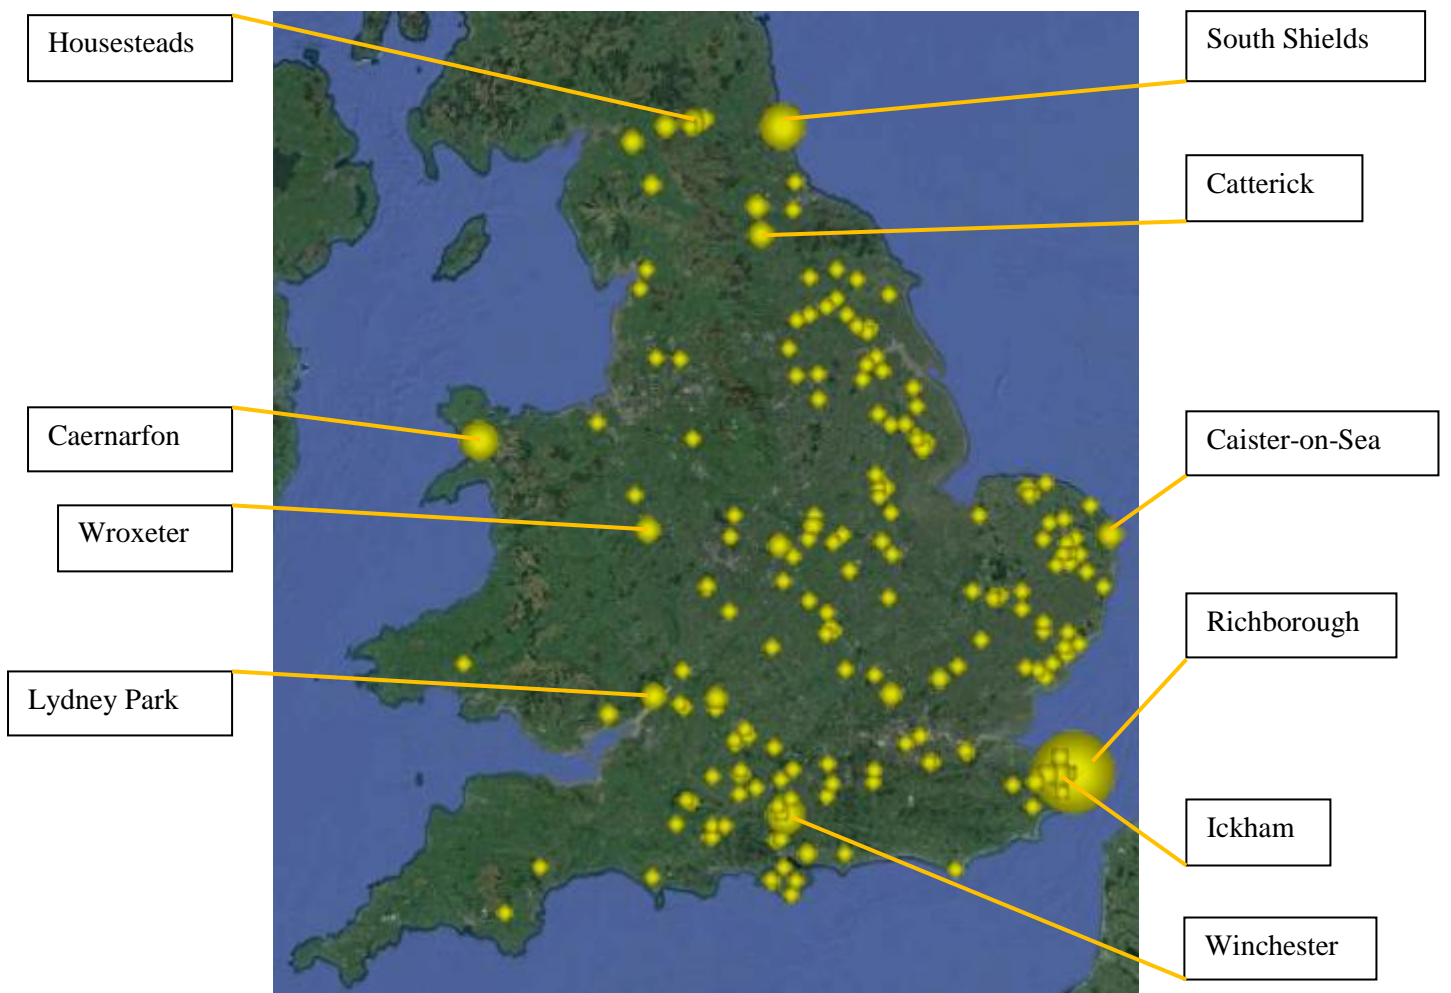 Housesteads
South Shields
Catterick
Caernarfon
Caister-on-Sea
Wroxeter
Richborough
Lydney Park
Ickham
Winchester